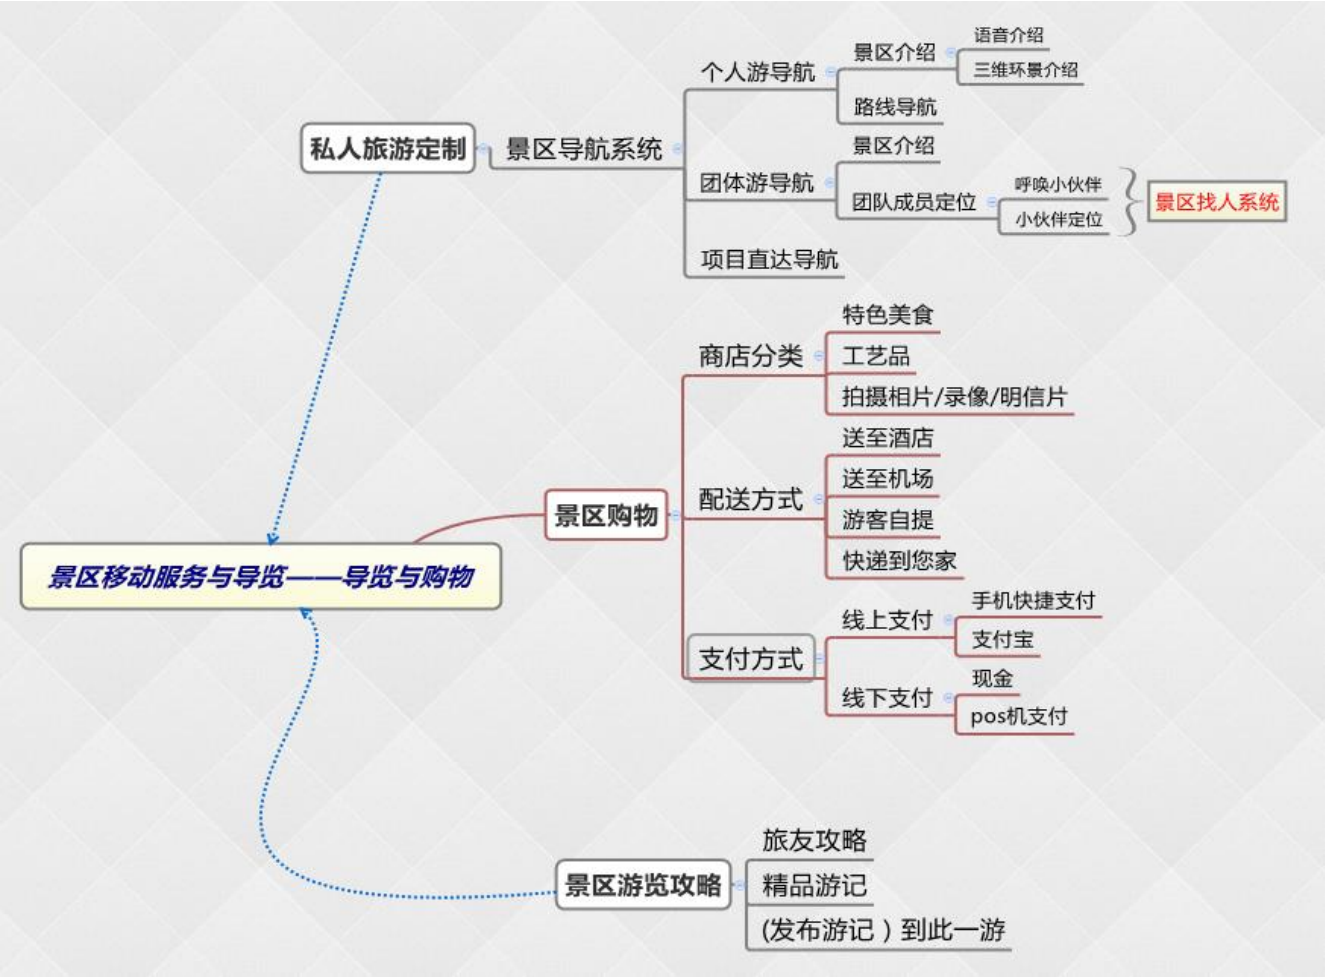 私人旅游定制
景区导航系统
个人游导航
景区介绍
语音介绍
三维环景介绍
路线导航
团体游导航
景区介绍
团队成员定位
呼唤小伙伴
小伙伴定位
景区找人系统
项目直达导航
景区移动服务与导览——导览与购物
景区购物
商店分类
特色美食
工艺品
拍摄相片/录像/明信片
配送方式
送至酒店
送至机场
游客自提
快递到您家
支付方式
线上支付
手机快捷支付
支付宝
线下支付
现金
pos机支付
景区游览攻略
旅友攻略
精品游记
(发布游记）到此一游